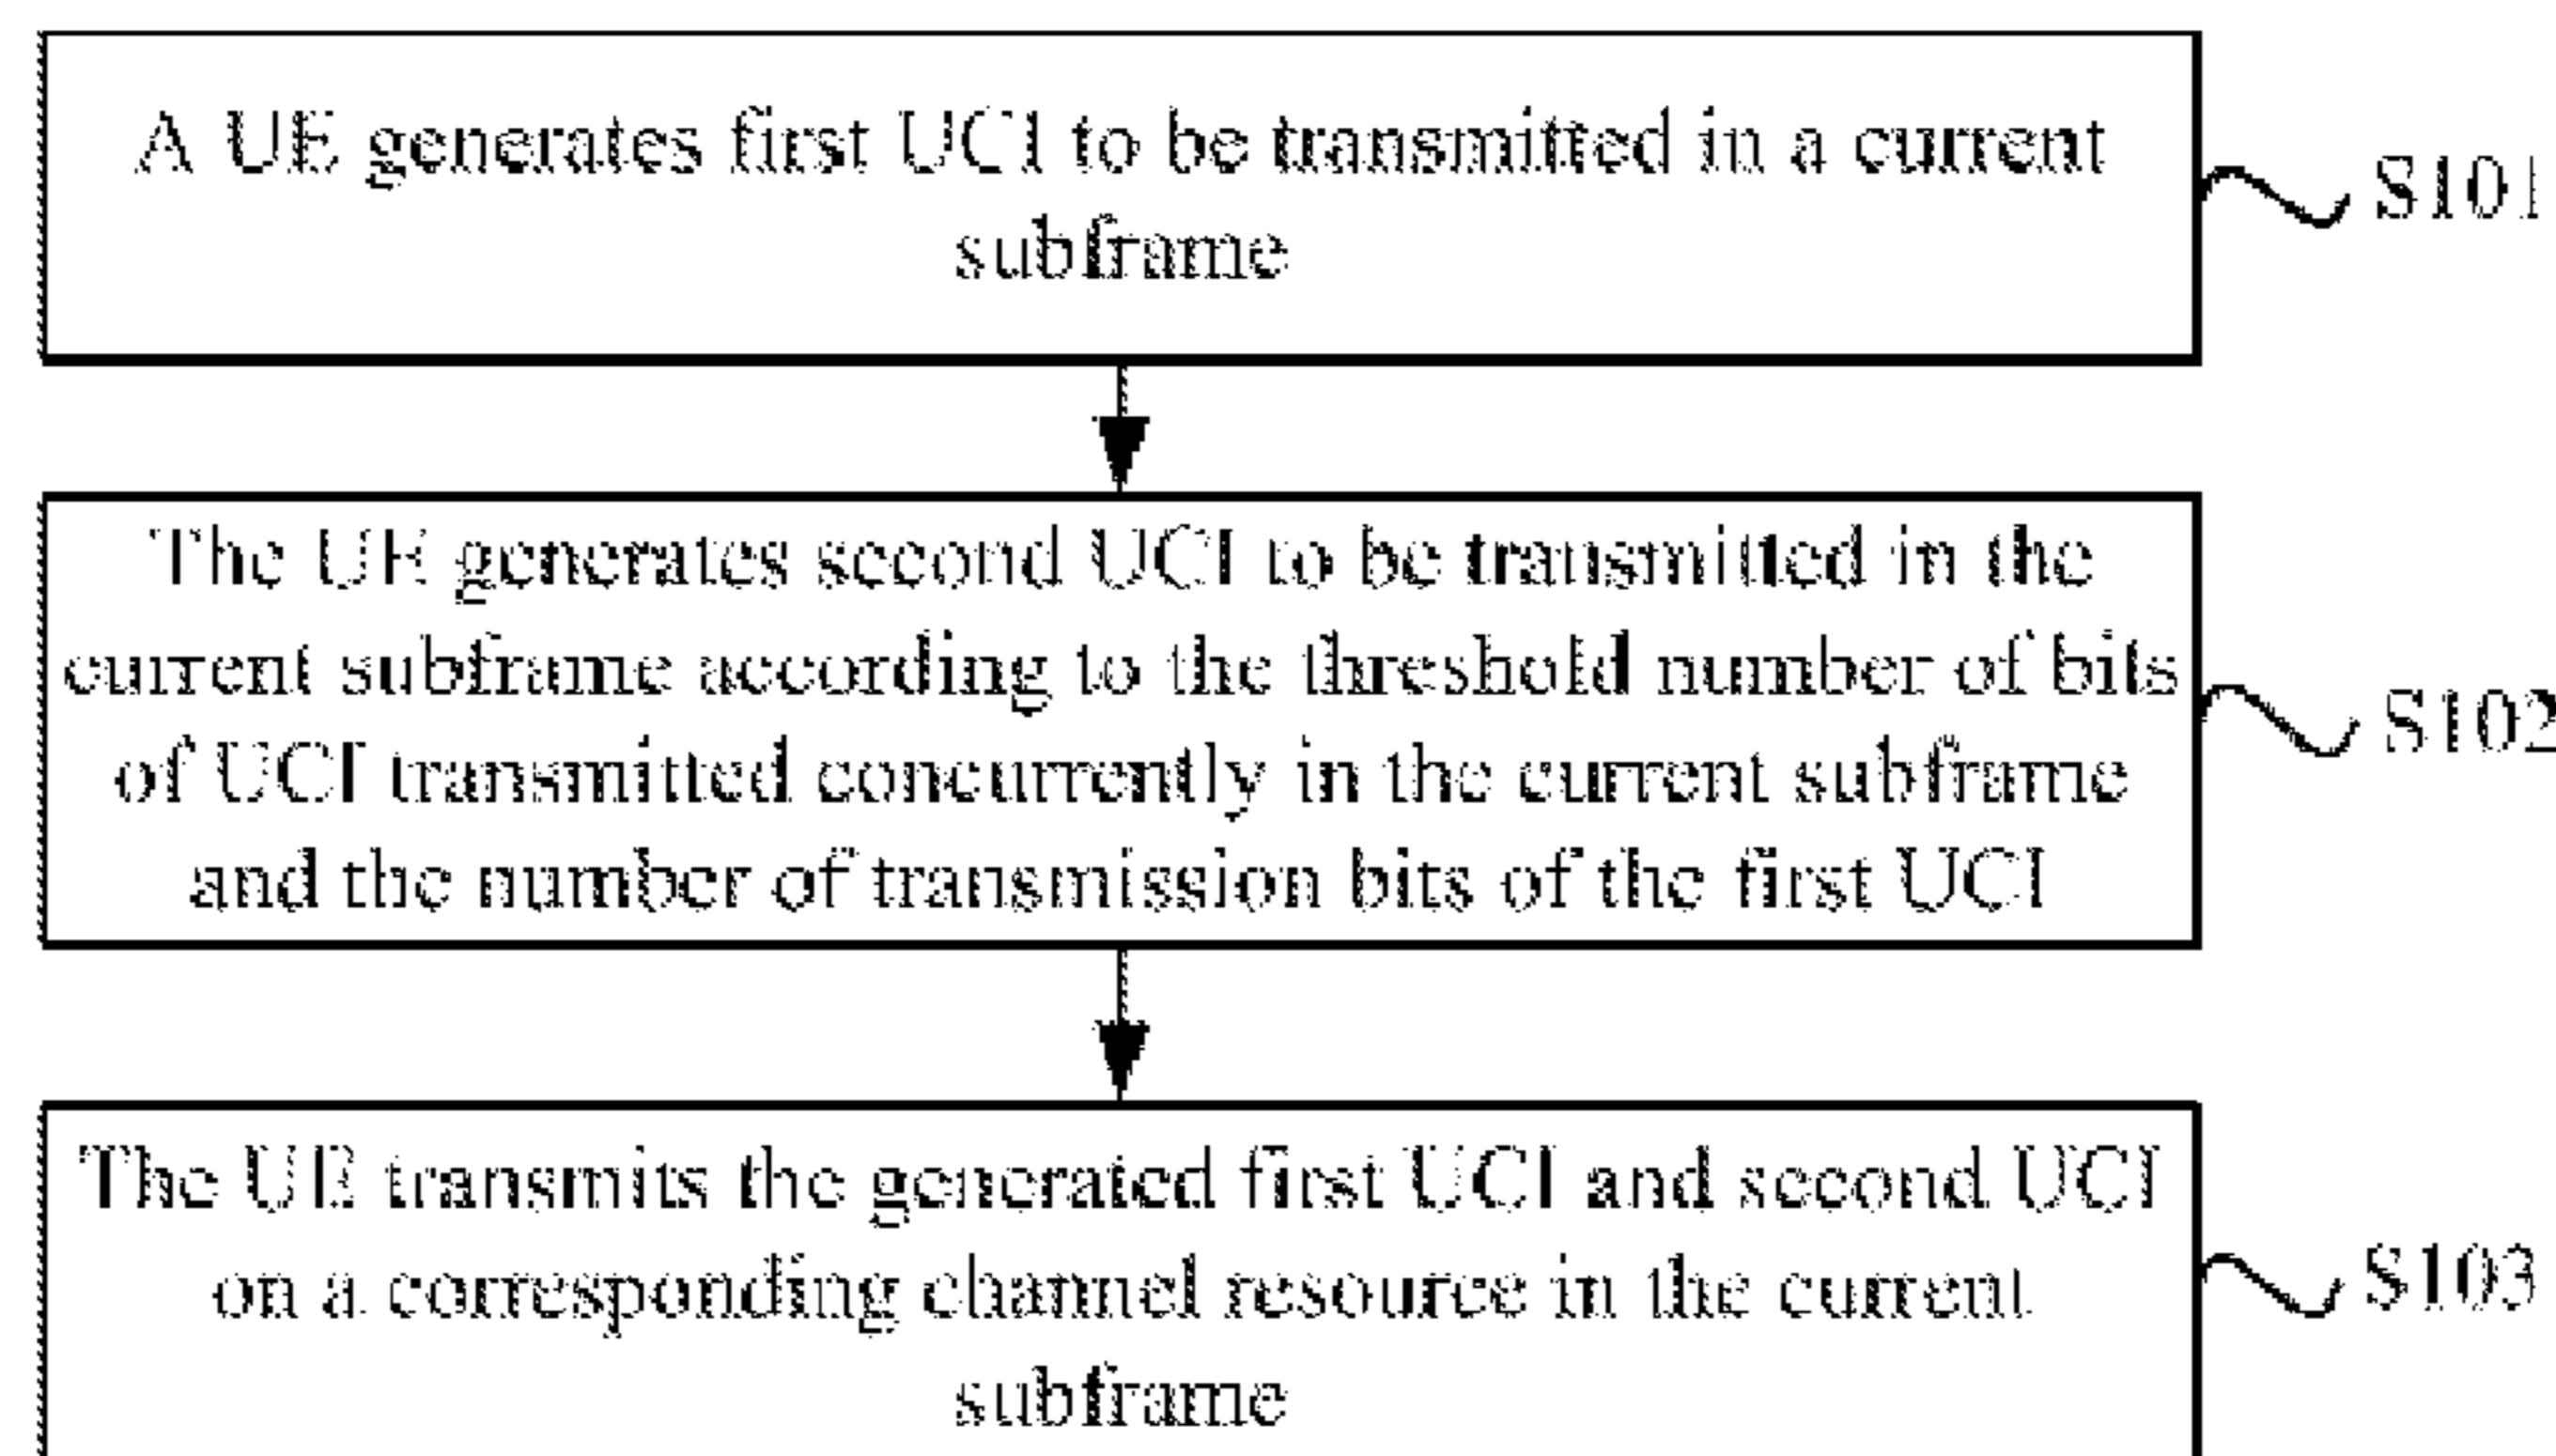 A UE generates first UCI to be transmitted in a current
subframe
S101
The UE generates second UCI to be transmitted in the
current subframe according to the threshold number of bits
of UCI transmitted concurrently in the current subframe
and the number of transmission bits of the first UCI
S102
The UE transmits the generated first UCI and second UCI
on a corresponding channel resource in the current
subframe
S103